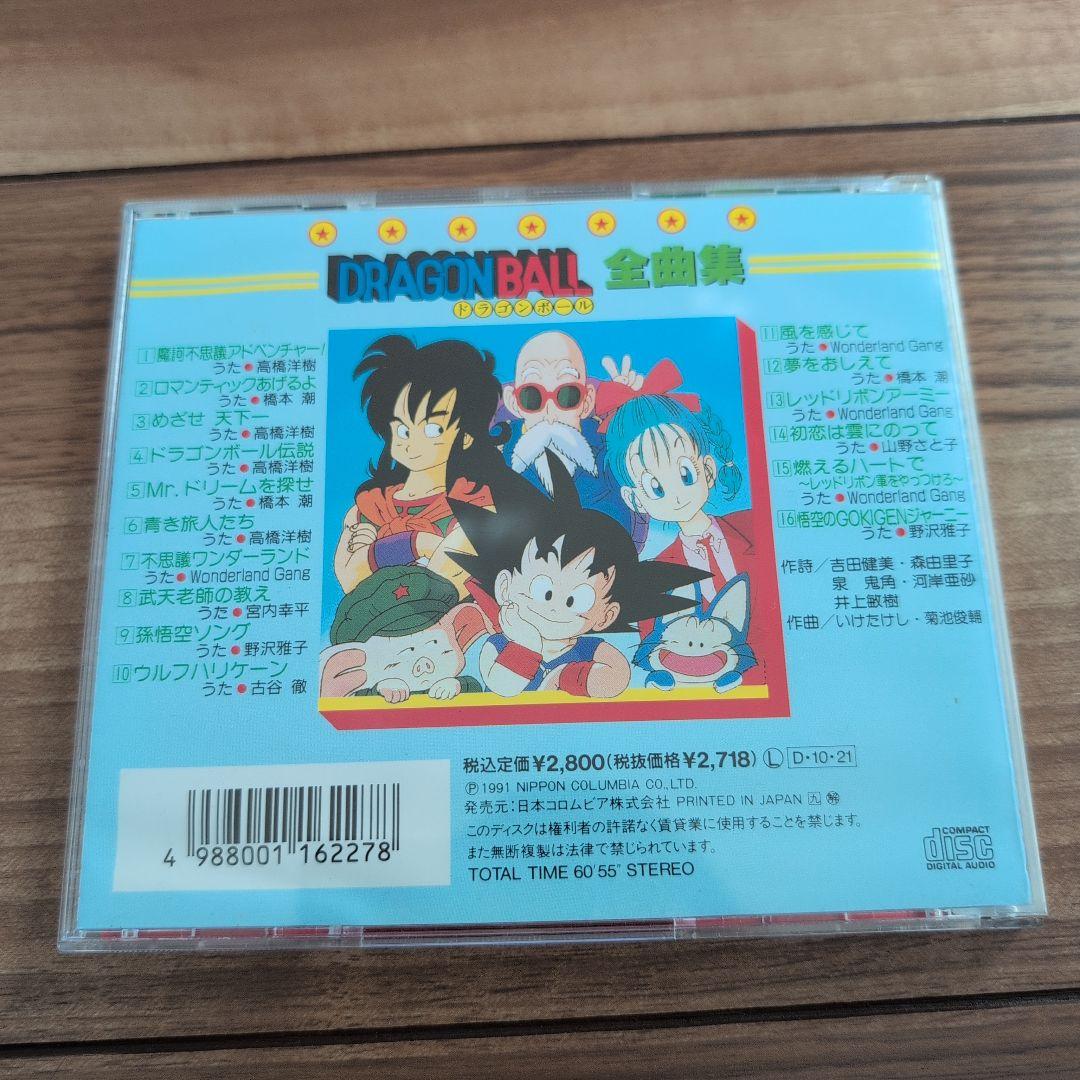 DRAGON BALL 全曲集
ドラゴンボール
1 魔訶不思議アドベンチャー!
うた●高橋洋樹
2 ロマンティックあげるよ
うた●橋本 潮
3 めざせ 天下一
うた●高橋洋樹
4 ドラゴンボール伝説
うた●高橋洋樹
5 Mr.ドリームを探せ
うた●橋本 潮
6 青き旅人たち
うた●高橋洋樹
7 不思議ワンダーランド
うた●Wonderland Gang
8 武天老師の教え
うた●宮内幸平
9 孫悟空ソング
うた●野沢雅子
10 ウルフハリケーン
うた●古谷 徹
11 風を感じて
うた●Wonderland Gang
12 夢をおしえて
うた●橋本 潮
13 レッドリボンアーミー
うた●Wonderland Gang
14 初恋は雲にのって
うた●山野さと子
15 燃えるハートで
～レッドリボン軍をやっつけろ～
うた●Wonderland Gang
16 悟空のGOKIGENジャーニー
うた●野沢雅子
作詩／吉田健美・森由里子
泉 鬼角・河岸亜砂
井上敏樹
作曲／いけたけし・菊池俊輔
税込定価¥2,800(税抜価格¥2,718) Ⓛ D・10・21
Ⓟ 1991 NIPPON COLUMBIA CO.,LTD.
発売元:日本コロムビア株式会社 PRINTED IN JAPAN 九
このディスクは権利者の許諾なく賃貸業に使用することを禁じます。
また無断複製は法律で禁じられています。
TOTAL TIME 60'55" STEREO
4 988001 162278
COMPACT
disc
DIGITAL AUDIO